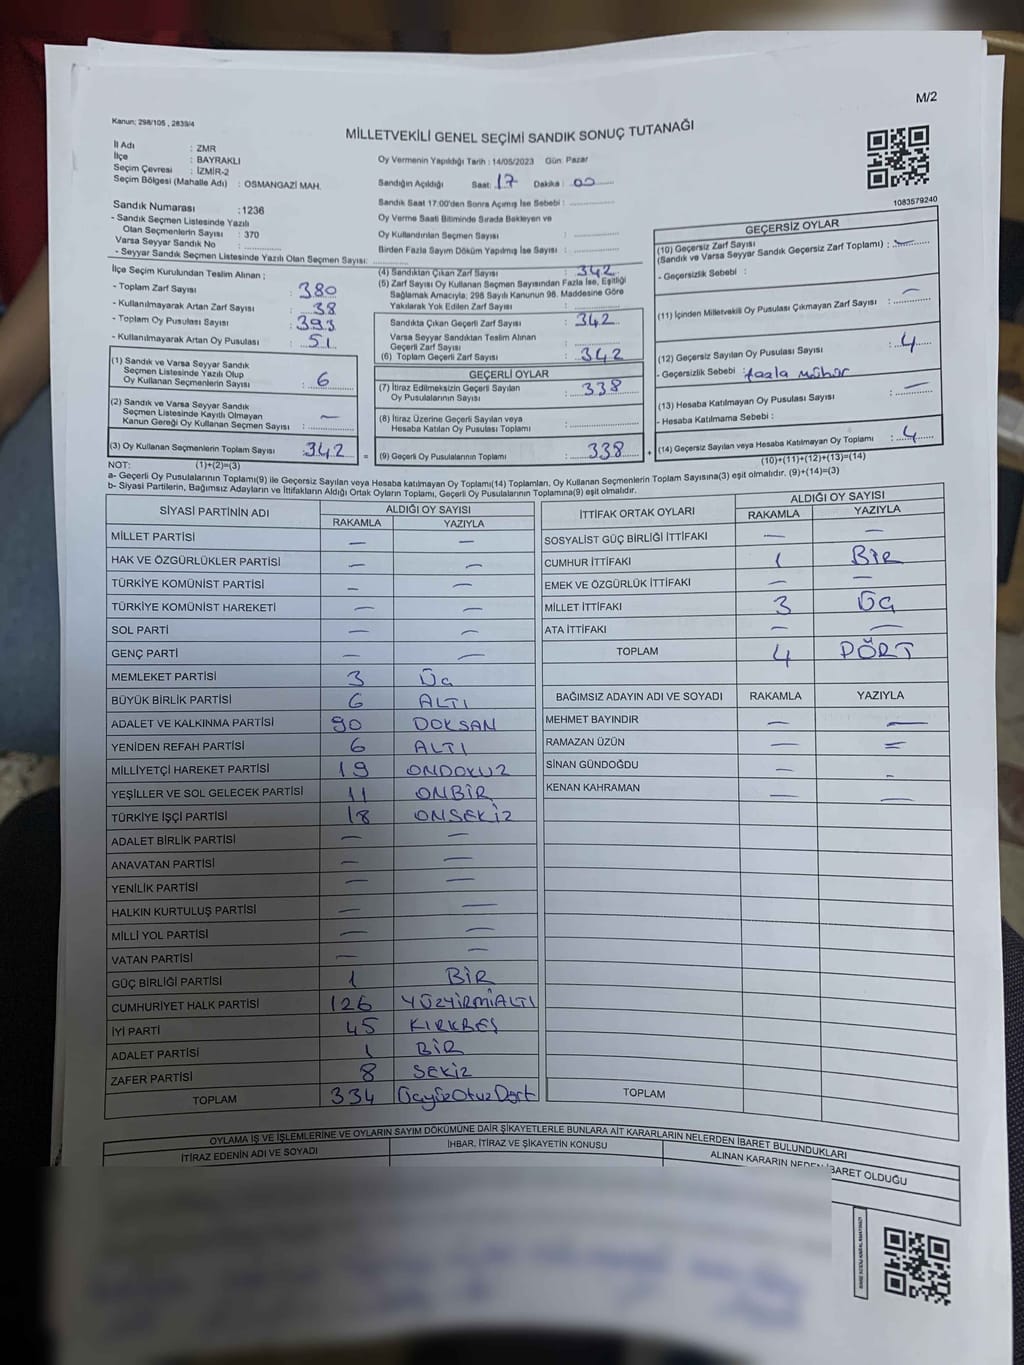 M/2
Kanun; 298/105 , 2839/4
MİLLETVEKİLİ GENEL SEÇİMİ SANDIK SONUÇ TUTANAĞI
İl Adı : ZMR
İlçe : BAYRAKLI
Seçim Çevresi : İZMİR-2
Seçim Bölgesi (Mahalle Adı) : OSMANGAZİ MAH.
Oy Vermenin Yapıldığı Tarih : 14/05/2023 Gün: Pazar
Sandığın Açıldığı Saat: 17 Dakika : 00
Sandık Saat 17:00'den Sonra Açımış İse Sebebi :
Oy Verme Saati Bitiminde Sırada Bekleyen ve
Oy Kullandırılan Seçmen Sayısı :
Birden Fazla Sayım Döküm Yapılmış İse Sayısı :
1083579240
Sandık Numarası :1236
- Sandık Seçmen Listesinde Yazılı
Olan Seçmenlerin Sayısı : 370
Varsa Seyyar Sandık No :
- Seyyar Sandık Seçmen Listesinde Yazılı Olan Seçmen Sayısı:
İlçe Seçim Kurulundan Teslim Alınan ;
- Toplam Zarf Sayısı : 380
- Kullanılmayarak Artan Zarf Sayısı : 38
- Toplam Oy Pusulası Sayısı : 393
- Kullanılmayarak Artan Oy Pusulası : 51
(1) Sandık ve Varsa Seyyar Sandık
Seçmen Listesinde Yazılı Olup
Oy Kullanan Seçmenlerin Sayısı : 6
(2) Sandık ve Varsa Seyyar Sandık
Seçmen Listesinde Kayıtlı Olmayan
Kanun Gereği Oy Kullanan Seçmen Sayısı : —
(3) Oy Kullanan Seçmenlerin Toplam Sayısı :342
(4) Sandıktan Çıkan Zarf Sayısı : 342
(5) Zarf Sayısı Oy Kullanan Seçmen Sayısından Fazla İse, Eşitliği
Sağlamak Amacıyla; 298 Sayılı Kanunun 98. Maddesine Göre
Yakılarak Yok Edilen Zarf Sayısı :
Sandıkta Çıkan Geçerli Zarf Sayısı : 342
Varsa Seyyar Sandıktan Teslim Alınan
Geçerli Zarf Sayısı :
(6) Toplam Geçerli Zarf Sayısı : 342
GEÇERLİ OYLAR
(7) İtiraz Edilmeksizin Geçerli Sayılan
Oy Pusulalarının Sayısı : 338
(8) İtiraz Üzerine Geçerli Sayılan veya
Hesaba Katılan Oy Pusulası Toplamı :
= (9) Geçerli Oy Pusulalarının Toplamı : 338 +
GEÇERSİZ OYLAR
(10) Geçersiz Zarf Sayısı
(Sandık ve Varsa Seyyar Sandık Geçersiz Zarf Toplamı) : —
- Geçersizlik Sebebi :
(11) İçinden Milletvekili Oy Pusulası Çıkmayan Zarf Sayısı : —
(12) Geçersiz Sayılan Oy Pusulası Sayısı : 4
- Geçersizlik Sebebi : fazla mühür
(13) Hesaba Katılmayan Oy Pusulası Sayısı : —
- Hesaba Katılmama Sebebi :
(14) Geçersiz Sayılan veya Hesaba Katılmayan Oy Toplamı : 4
NOT: (1)+(2)=(3) (10)+(11)+(12)+(13)=(14)
a- Geçerli Oy Pusulalarının Toplamı(9) ile Geçersiz Sayılan veya Hesaba katılmayan Oy Toplamı(14) Toplamları, Oy Kullanan Seçmenlerin Toplam Sayısına(3) eşit olmalıdır. (9)+(14)=(3)
b- Siyasi Partilerin, Bağımsız Adayların ve İttifakların Aldığı Ortak Oyların Toplamı, Geçerli Oy Pusulalarının Toplamına(9) eşit olmalıdır.
SİYASİ PARTİNİN ADI ALDIĞI OY SAYISI
RAKAMLA YAZIYLA
MİLLET PARTİSİ — —
HAK VE ÖZGÜRLÜKLER PARTİSİ — —
TÜRKİYE KOMÜNİST PARTİSİ — —
TÜRKİYE KOMÜNİST HAREKETİ — —
SOL PARTİ — —
GENÇ PARTİ — —
MEMLEKET PARTİSİ 3 ÜÇ
BÜYÜK BİRLİK PARTİSİ 6 ALTI
ADALET VE KALKINMA PARTİSİ 90 DOKSAN
YENİDEN REFAH PARTİSİ 6 ALTI
MİLLİYETÇİ HAREKET PARTİSİ 19 ONDOKUZ
YEŞİLLER VE SOL GELECEK PARTİSİ 11 ONBİR
TÜRKİYE İŞÇİ PARTİSİ 18 ONSEKİZ
ADALET BİRLİK PARTİSİ — —
ANAVATAN PARTİSİ — —
YENİLİK PARTİSİ — —
HALKIN KURTULUŞ PARTİSİ — —
MİLLİ YOL PARTİSİ — —
VATAN PARTİSİ — —
GÜÇ BİRLİĞİ PARTİSİ 1 BİR
CUMHURİYET HALK PARTİSİ 126 YÜZYİRMİALTI
İYİ PARTİ 45 KIRKBEŞ
ADALET PARTİSİ 1 BİR
ZAFER PARTİSİ 8 SEKİZ
TOPLAM 334 ÜçyüzOtuzDört
İTTİFAK ORTAK OYLARI ALDIĞI OY SAYISI
RAKAMLA YAZIYLA
SOSYALİST GÜÇ BİRLİĞİ İTTİFAKI — —
CUMHUR İTTİFAKI 1 BİR
EMEK VE ÖZGÜRLÜK İTTİFAKI — —
MİLLET İTTİFAKI 3 ÜÇ
ATA İTTİFAKI — —
TOPLAM 4 DÖRT
BAĞIMSIZ ADAYIN ADI VE SOYADI RAKAMLA YAZIYLA
MEHMET BAYINDIR — —
RAMAZAN ÜZÜN — —
SİNAN GÜNDOĞDU — —
KENAN KAHRAMAN — —
TOPLAM
OYLAMA İŞ VE İŞLEMLERİNE VE OYLARIN SAYIM DÖKÜMÜNE DAİR ŞİKAYETLERLE BUNLARA AİT KARARLARIN NELERDEN İBARET BULUNDUKLARI
İTİRAZ EDENİN ADI VE SOYADI İHBAR, İTİRAZ VE ŞİKAYETİN KONUSU ALINAN KARARIN NEDEN İBARET OLDUĞU